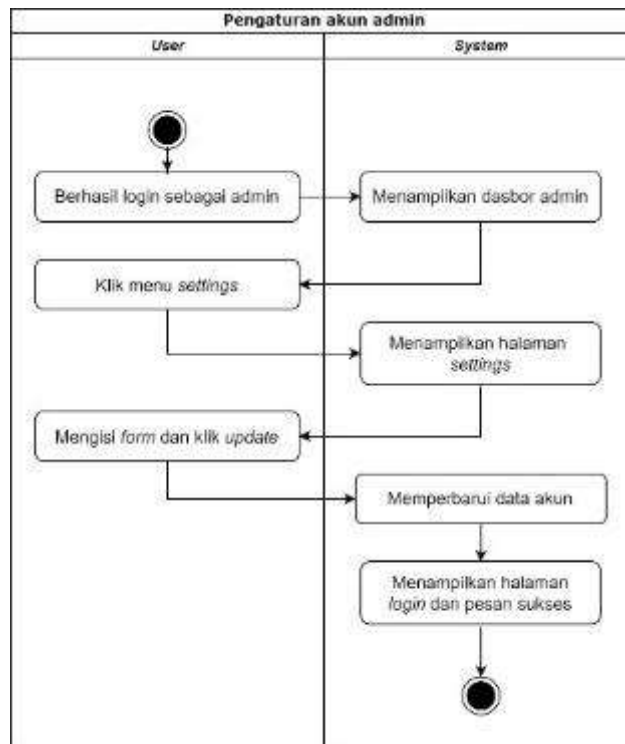 Pengaturan akun admin
User
System
Berhasil login sebagai admin
Menampilkan dasbor admin
Klik menu settings
Menampilkan halaman
settings
Mengisi form dan klik update
Memperbarui data akun
Menampilkan halaman
login dan pesan sukses